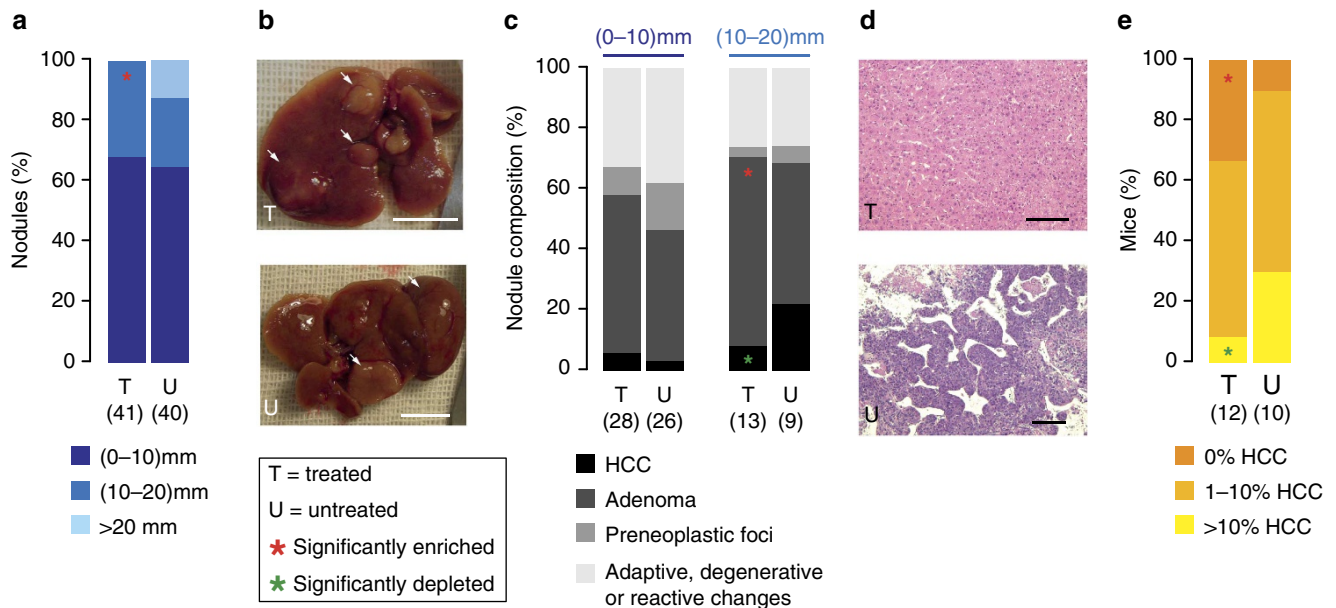 a
Nodules (%)
100
80
60
40
20
0
T
U
(41)
(40)
(0–10)mm
(10–20)mm
>20 mm
b
T
U
T = treated
U = untreated
* Significantly enriched
* Significantly depleted
c
(0–10)mm
(10–20)mm
Nodule composition (%)
100
80
60
40
20
0
T
U
T
U
(28)
(26)
(13)
(9)
HCC
Adenoma
Preneoplastic foci
Adaptive, degenerative
or reactive changes
d
T
U
e
Mice (%)
100
80
60
40
20
0
T
U
(12)
(10)
0% HCC
1–10% HCC
>10% HCC